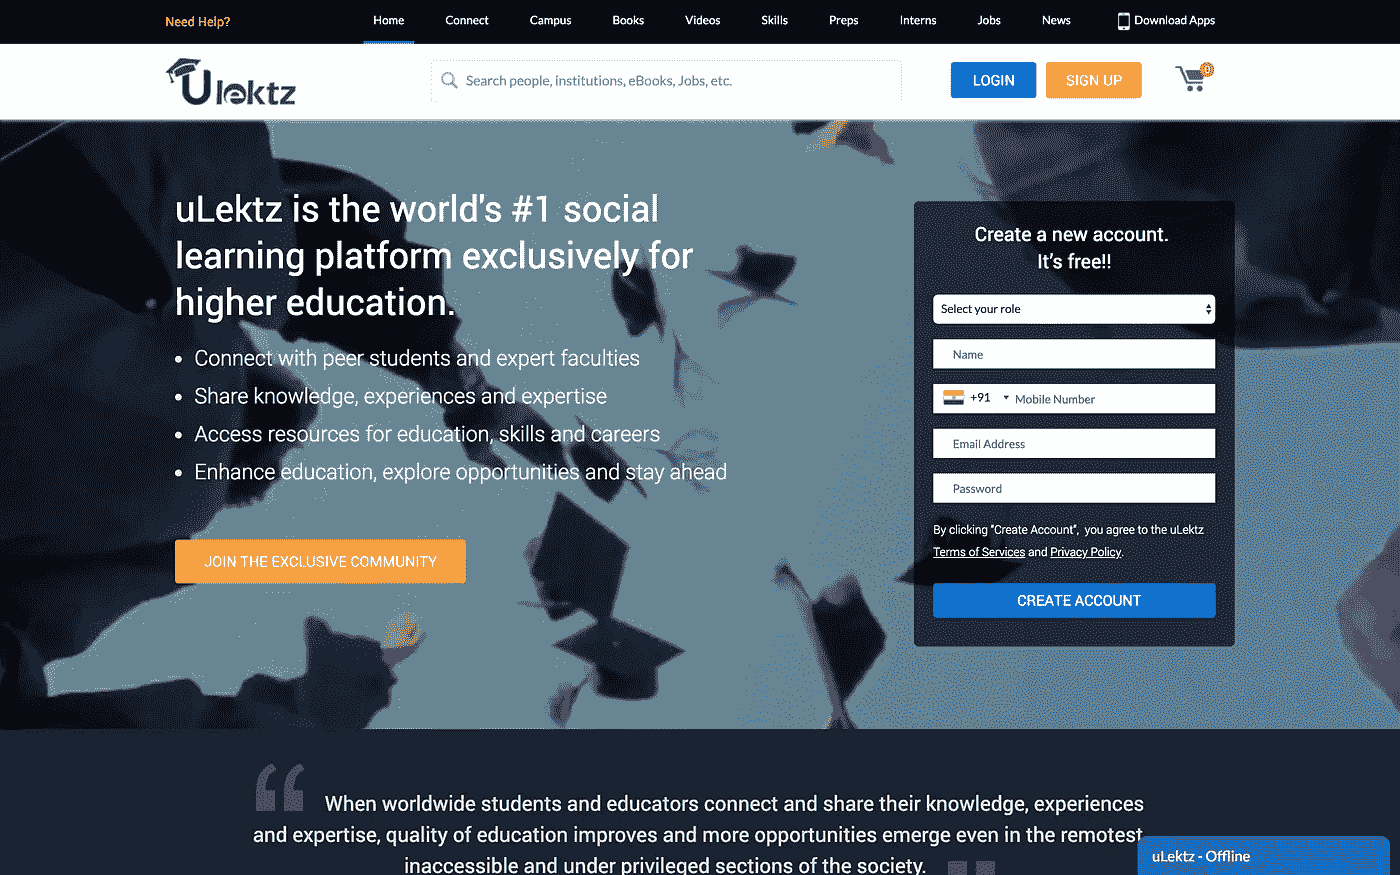 Need Help?
Home Connect Campus Books Videos Skills Preps Interns Jobs News Download Apps
Ulektz
Search people, institutions, eBooks, Jobs, etc.
LOGIN SIGN UP 0
uLektz is the world's #1 social
learning platform exclusively for
higher education.
• Connect with peer students and expert faculties
• Share knowledge, experiences and expertise
• Access resources for education, skills and careers
• Enhance education, explore opportunities and stay ahead
JOIN THE EXCLUSIVE COMMUNITY
Create a new account.
It's free!!
Select your role
Name
+91 Mobile Number
Email Address
Password
By clicking "Create Account", you agree to the uLektz
Terms of Services and Privacy Policy.
CREATE ACCOUNT
“ When worldwide students and educators connect and share their knowledge, experiences
and expertise, quality of education improves and more opportunities emerge even in the remotest,
inaccessible and under privileged sections of the society. ”
uLektz - Offline